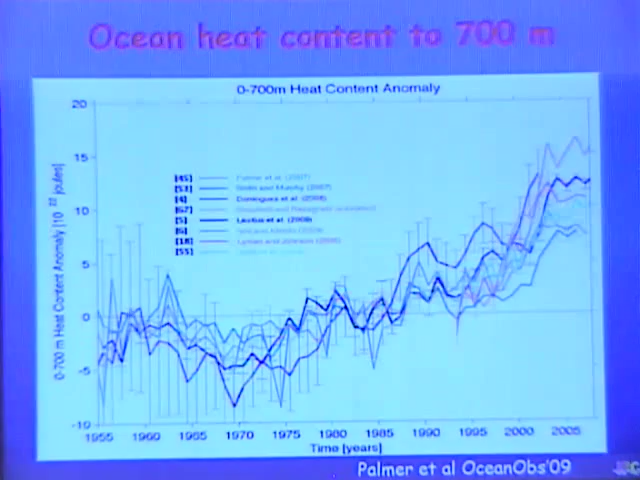 Ocean heat content to 700 m
0-700m Heat Content Anomaly
20
15
10
5
0
-5
-10
0-700 m Heat Content Anomaly [10 22 joules]
[45] Palmer et al. (2007)
[53] Smith and Murphy (2007)
[4] Domingues et al. (2008)
[67]
[5] Levitus et al. (2009)
[6]
[18] Lyman and Johnson (2008)
[55]
1955 1960 1965 1970 1975 1980 1985 1990 1995 2000 2005
Time [years]
Palmer et al OceanObs'09